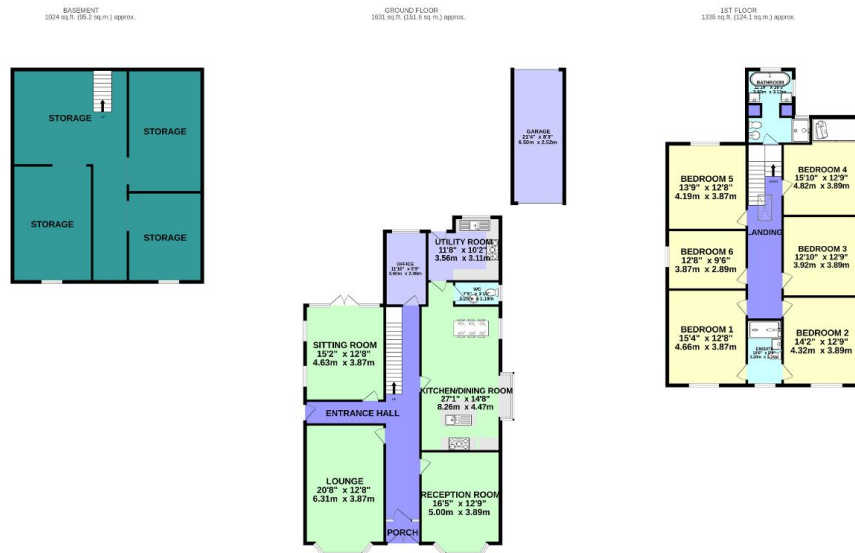 BASEMENT
1024 sq.ft. (95.2 sq.m.) approx.
STORAGE
STORAGE
STORAGE
STORAGE
GROUND FLOOR
1631 sq.ft. (151.6 sq.m.) approx.
GARAGE
21'4" x 8'3"
6.50m x 2.52m
UTILITY ROOM
11'8" x 10'2"
3.56m x 3.11m
OFFICE
WC
SITTING ROOM
15'2" x 12'8"
4.63m x 3.87m
UP
KITCHEN/DINING ROOM
27'1" x 14'8"
8.26m x 4.47m
ENTRANCE HALL
LOUNGE
20'8" x 12'8"
6.31m x 3.87m
RECEPTION ROOM
16'5" x 12'9"
5.00m x 3.89m
PORCH
1ST FLOOR
1335 sq.ft. (124.1 sq.m.) approx.
BATHROOM
BEDROOM 5
13'9" x 12'8"
4.19m x 3.87m
BEDROOM 4
15'10" x 12'9"
4.82m x 3.89m
LANDING
BEDROOM 6
12'8" x 9'6"
3.87m x 2.89m
BEDROOM 3
12'10" x 12'9"
3.92m x 3.89m
BEDROOM 1
15'4" x 12'8"
4.66m x 3.87m
ENSUITE
BEDROOM 2
14'2" x 12'9"
4.32m x 3.89m